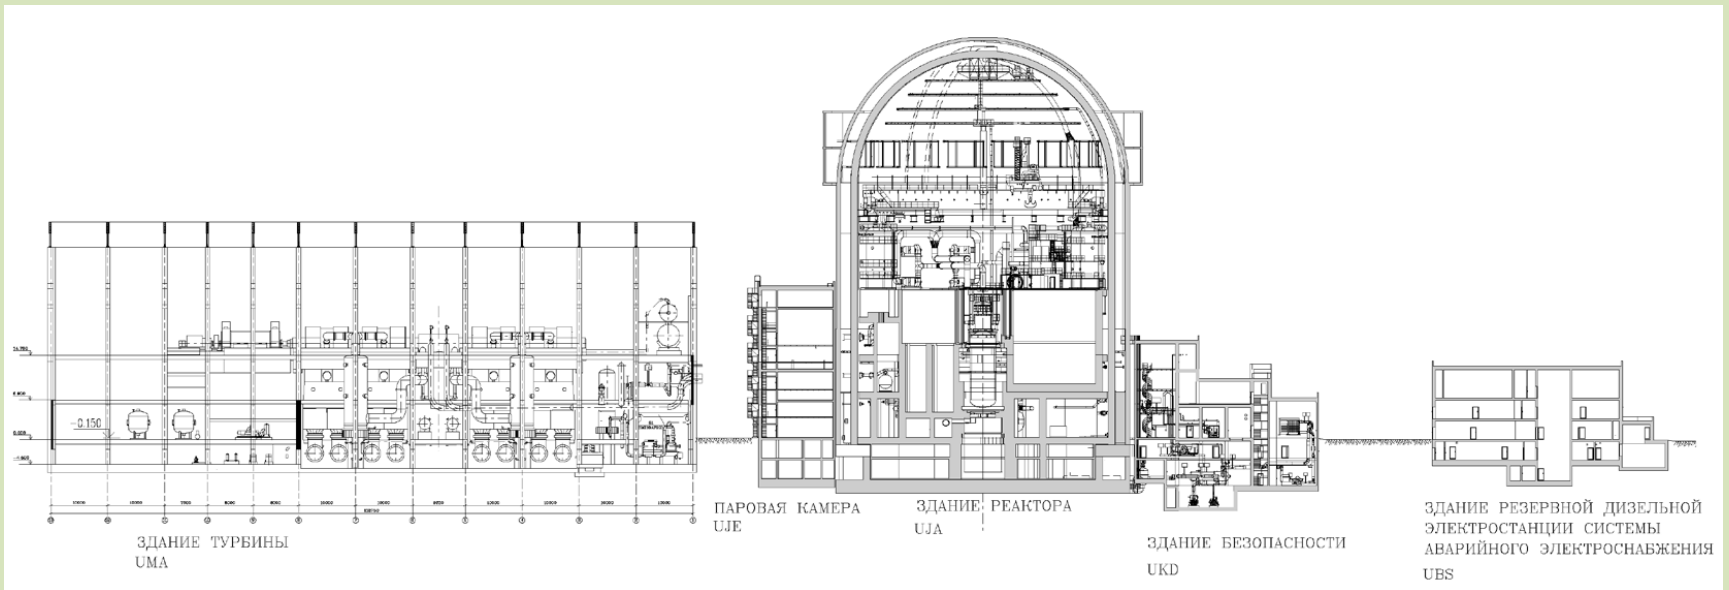 -0.150
ЗДАНИЕ ТУРБИНЫ
UMA
ПАРОВАЯ КАМЕРА
UJE
ЗДАНИЕ РЕАКТОРА
UJA
ЗДАНИЕ БЕЗОПАСНОСТИ
UKD
ЗДАНИЕ РЕЗЕРВНОЙ ДИЗЕЛЬНОЙ
ЭЛЕКТРОСТАНЦИИ СИСТЕМЫ
АВАРИЙНОГО ЭЛЕКТРОСНАБЖЕНИЯ
UBS